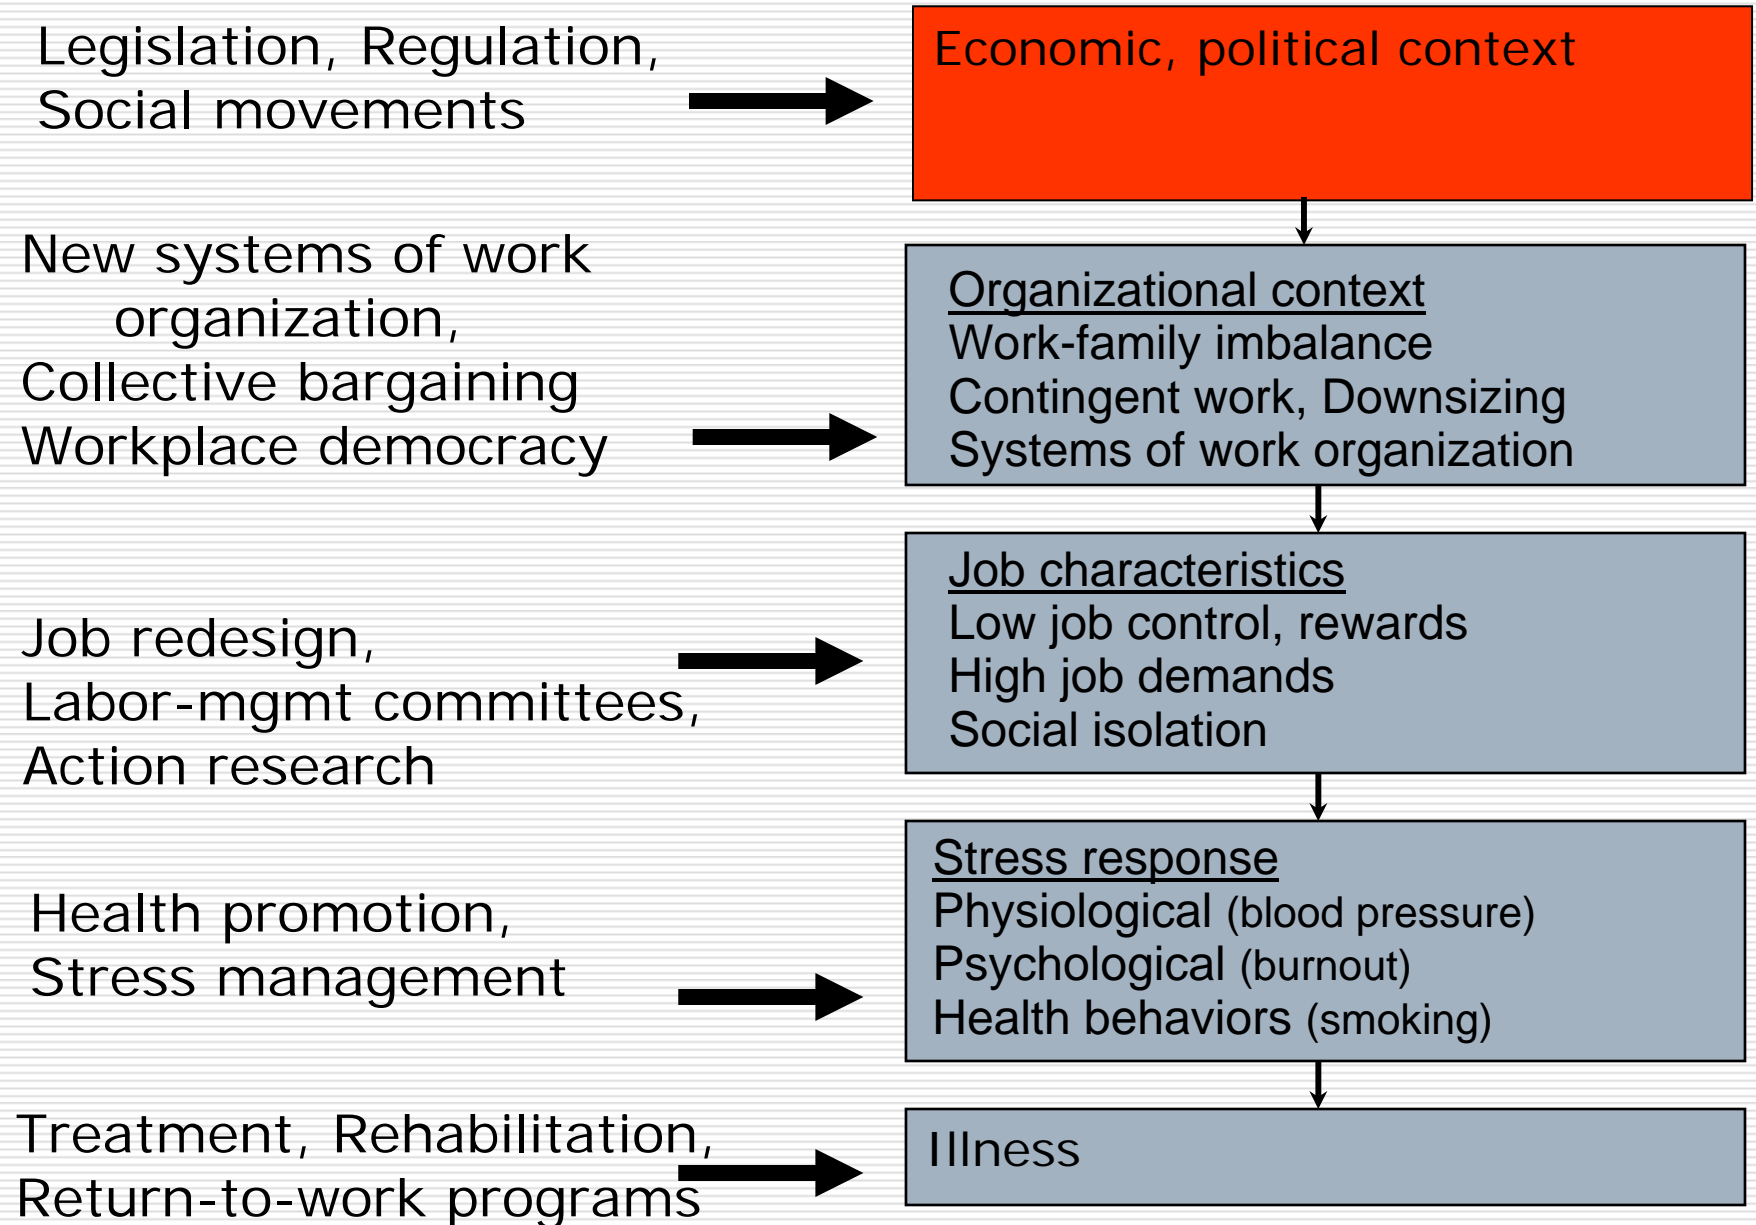 Legislation, Regulation,
Social movements
Economic, political context
New systems of work
organization,
Collective bargaining
Workplace democracy
Organizational context
Work-family imbalance
Contingent work, Downsizing
Systems of work organization
Job redesign,
Labor-mgmt committees,
Action research
Job characteristics
Low job control, rewards
High job demands
Social isolation
Health promotion,
Stress management
Stress response
Physiological (blood pressure)
Psychological (burnout)
Health behaviors (smoking)
Treatment, Rehabilitation,
Return-to-work programs
Illness